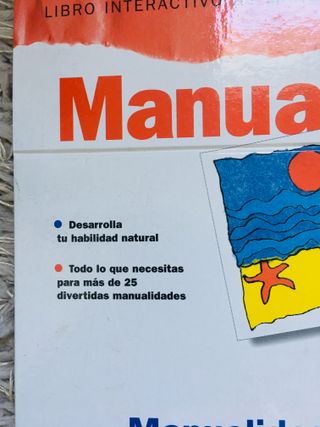 LIBRO INTERACTIVO
Manua
Desarrolla
tu habilidad natural
Todo lo que necesitas
para más de 25
divertidas manualidades